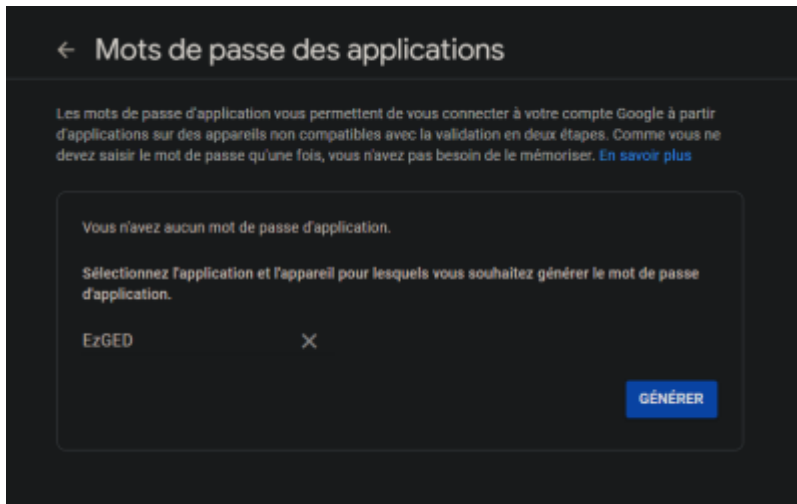 Mots de passe des applications
Les mots de passe d'application vous permettent de vous connecter à votre compte Google à partir
d'applications sur des appareils non compatibles avec la validation en deux étapes. Comme vous ne
devez saisir le mot de passe qu'une fois, vous n'avez pas besoin de le mémoriser. En savoir plus
Vous n'avez aucun mot de passe d'application.
Sélectionnez l'application et l'appareil pour lesquels vous souhaitez générer le mot de passe
d'application.
EzGED
GÉNÉRER